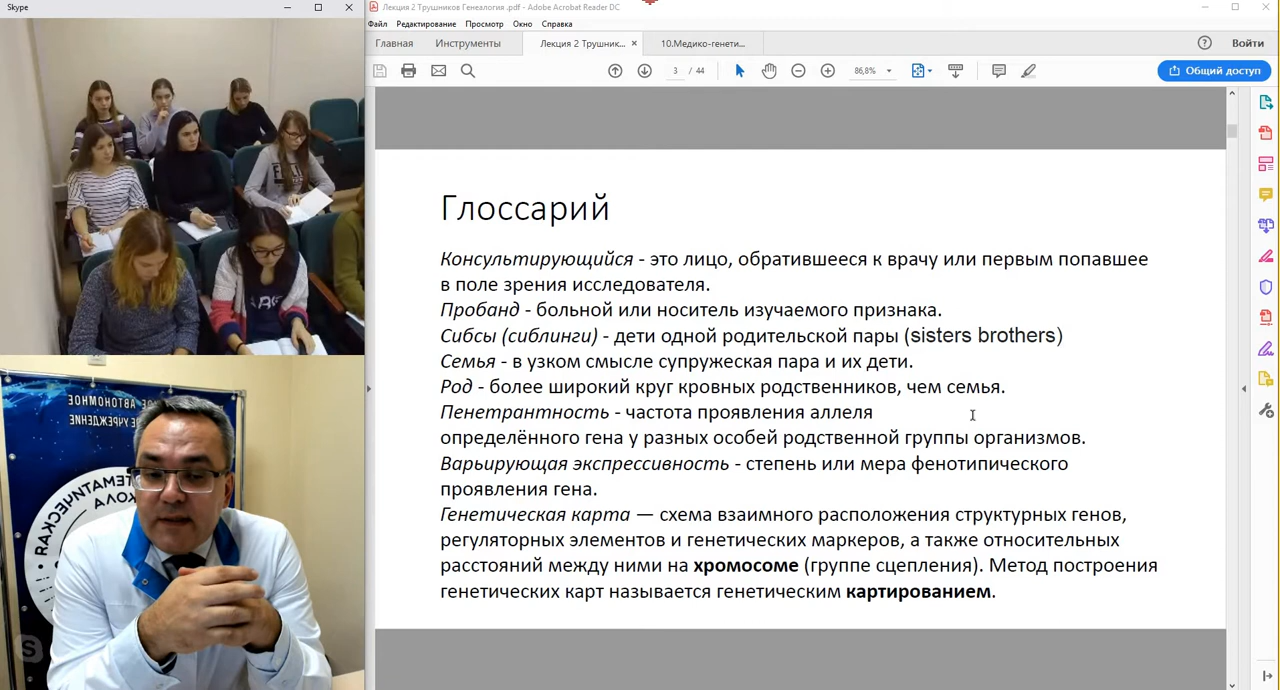 Skype
Лекция 2 Трушников Генеалогия .pdf - Adobe Acrobat Reader DC
Файл Редактирование Просмотр Окно Справка
Главная Инструменты Лекция 2 Трушник... 10.Медико-генети... Войти
3 / 44 86,8% Общий доступ
Глоссарий
Консультирующийся - это лицо, обратившееся к врачу или первым попавшее
в поле зрения исследователя.
Пробанд - больной или носитель изучаемого признака.
Сибсы (сиблинги) - дети одной родительской пары (sisters brothers)
Семья - в узком смысле супружеская пара и их дети.
Род - более широкий круг кровных родственников, чем семья.
Пенетрантность - частота проявления аллеля
определённого гена у разных особей родственной группы организмов.
Варьирующая экспрессивность - степень или мера фенотипического
проявления гена.
Генетическая карта — схема взаимного расположения структурных генов,
регуляторных элементов и генетических маркеров, а также относительных
расстояний между ними на хромосоме (группе сцепления). Метод построения
генетических карт называется генетическим картированием.
АВТОНОМНОЕ
УЧРЕЖДЕНИЕ
ШКОЛА